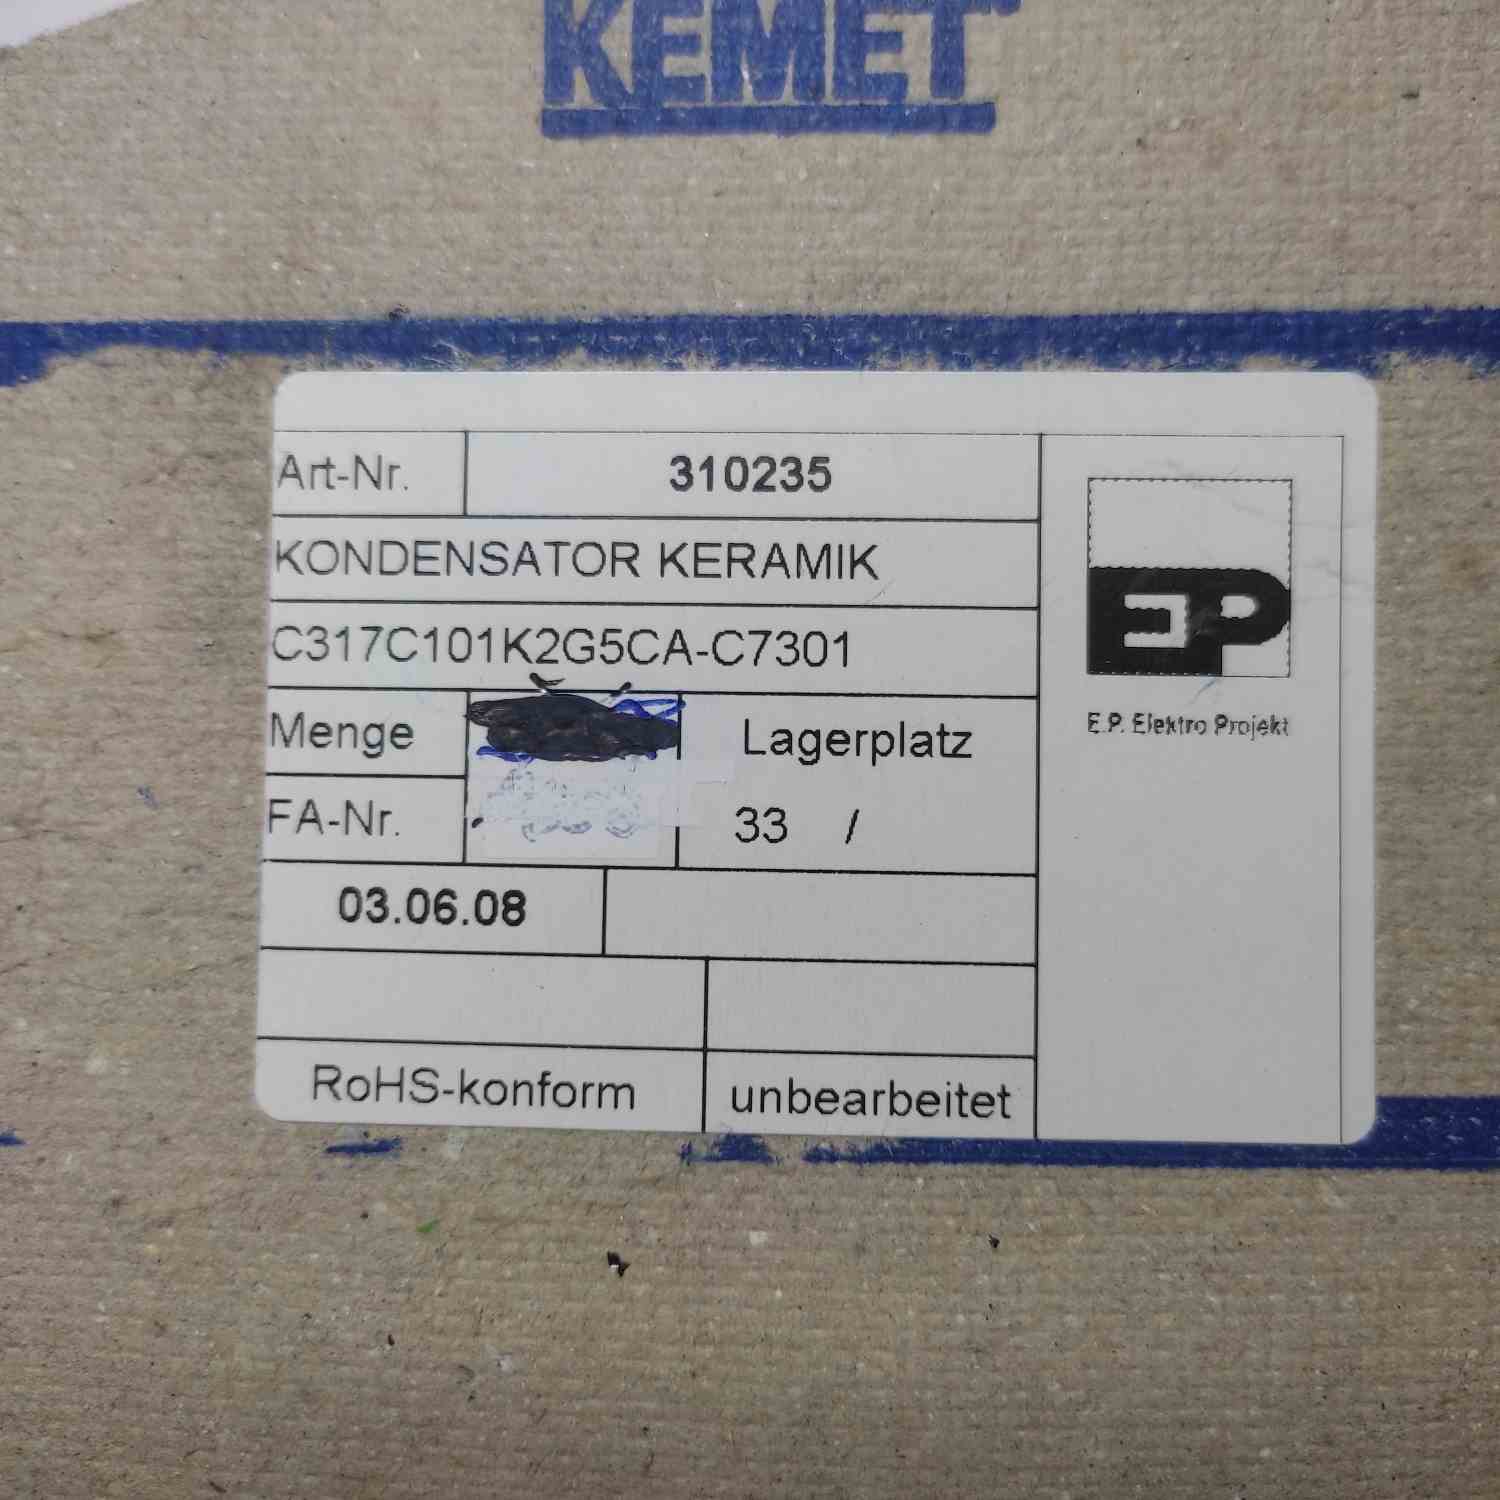 KEMET
Art-Nr. 310235
KONDENSATOR KERAMIK
C317C101K2G5CA-C7301
Menge Lagerplatz
FA-Nr. 33 /
03.06.08
RoHS-konform unbearbeitet
EP
E.P. Elektro Projekt